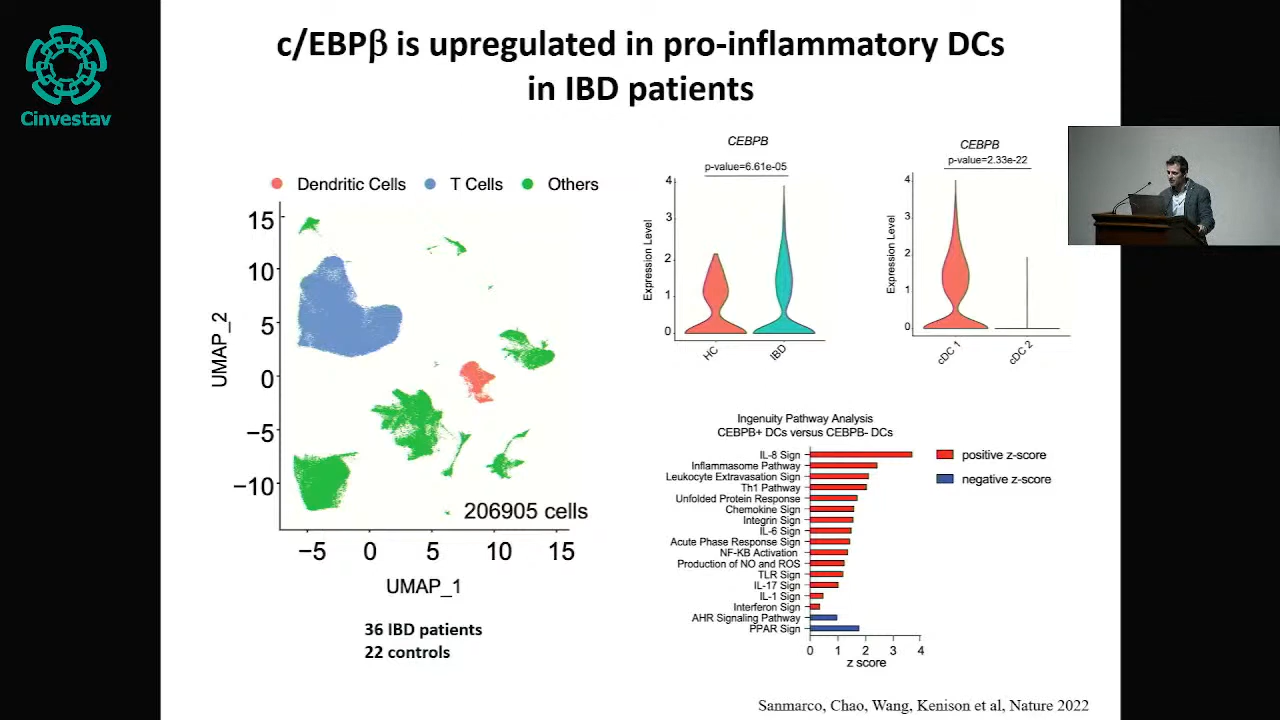 Cinvestav
c/EBPβ is upregulated in pro-inflammatory DCs
in IBD patients
Dendritic Cells
T Cells
Others
15
10
5
0
−5
−10
UMAP_2
206905 cells
−5
0
5
10
15
UMAP_1
36 IBD patients
22 controls
CEBPB
p-value=6.61e-05
4
3
2
1
0
Expression Level
HC
IBD
CEBPB
p-value=2.33e-22
4
3
2
1
0
Expression Level
cDC 1
cDC 2
Ingenuity Pathway Analysis
CEBPB+ DCs versus CEBPB- DCs
IL-8 Sign
Inflammasome Pathway
Leukocyte Extravasation Sign
Th1 Pathway
Unfolded Protein Response
Chemokine Sign
Integrin Sign
IL-6 Sign
Acute Phase Response Sign
NF-KB Activation
Production of NO and ROS
TLR Sign
IL-17 Sign
IL-1 Sign
Interferon Sign
AHR Signaling Pathway
PPAR Sign
0
1
2
3
4
z score
positive z-score
negative z-score
Sanmarco, Chao, Wang, Kenison et al, Nature 2022